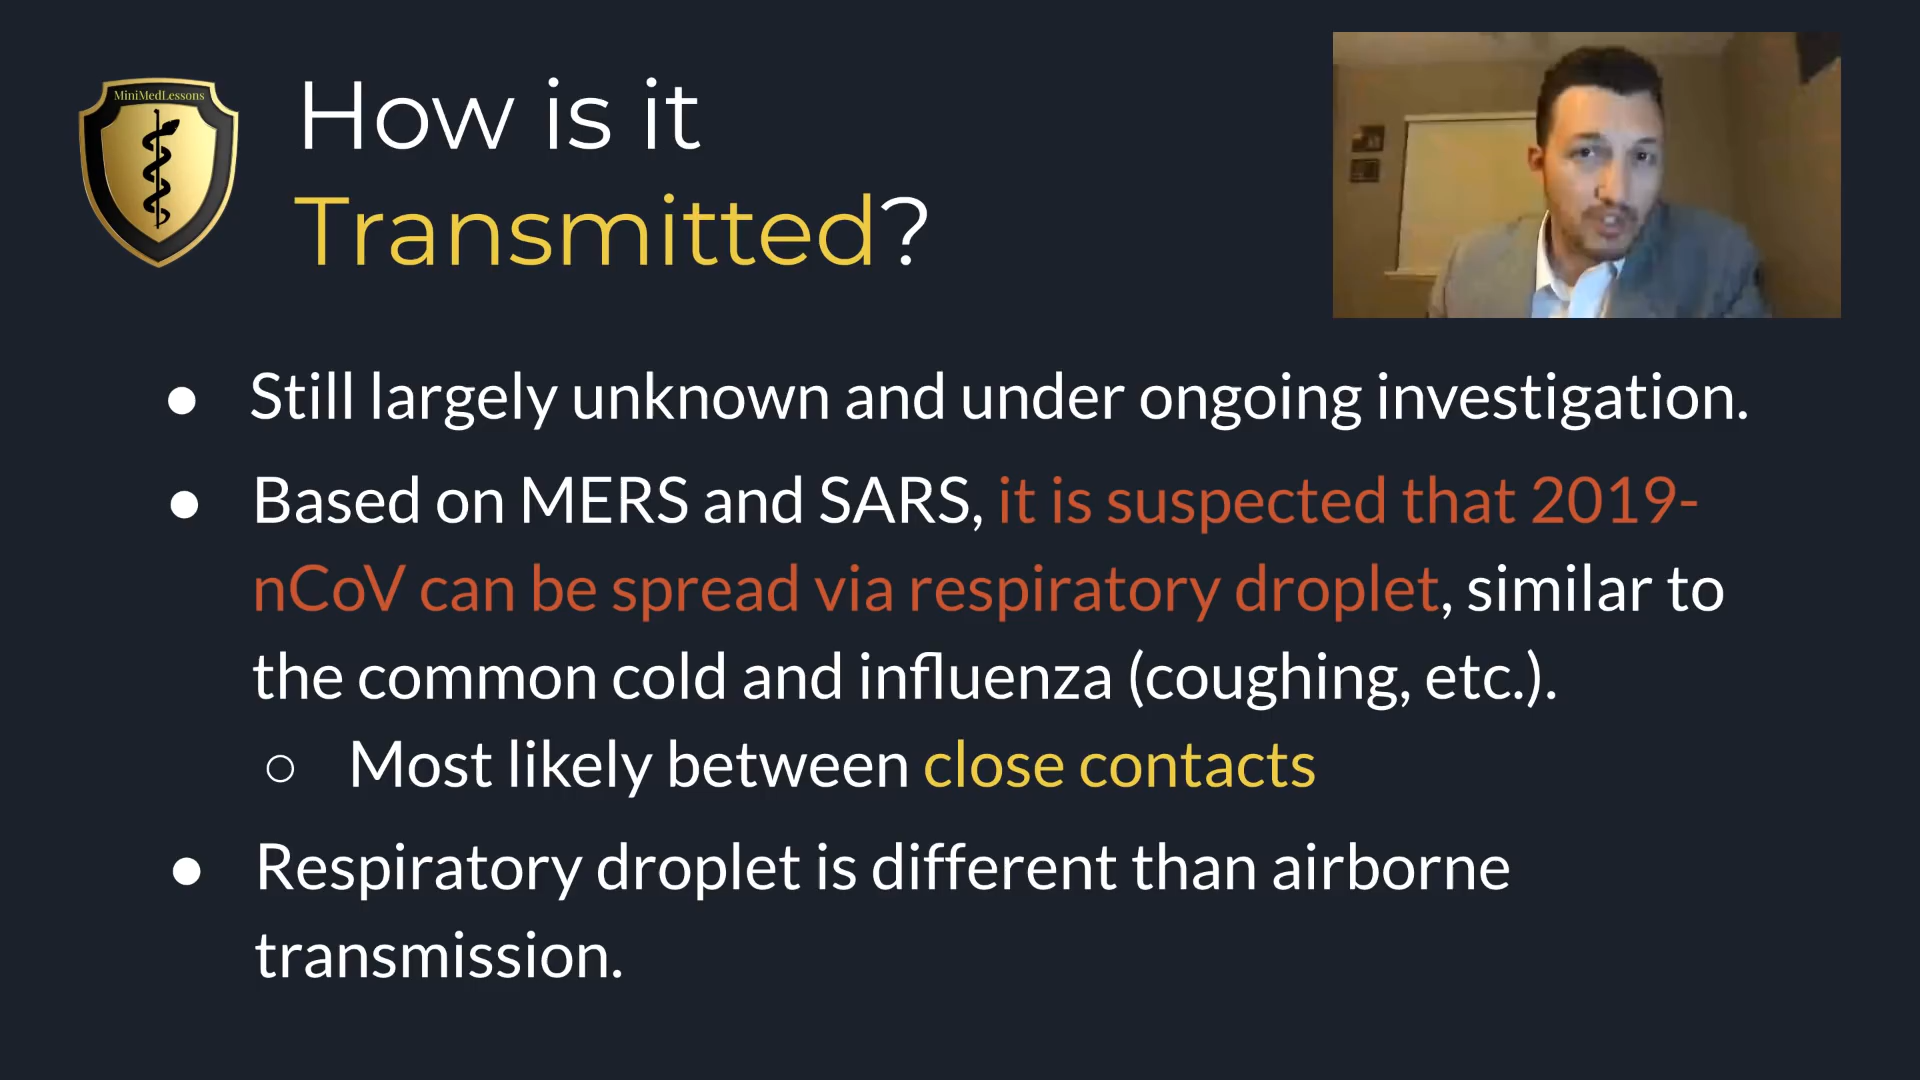 MiniMedLessons
How is it
Transmitted?
● Still largely unknown and under ongoing investigation.
● Based on MERS and SARS, it is suspected that 2019-
nCoV can be spread via respiratory droplet, similar to
the common cold and influenza (coughing, etc.).
○ Most likely between close contacts
● Respiratory droplet is different than airborne
transmission.